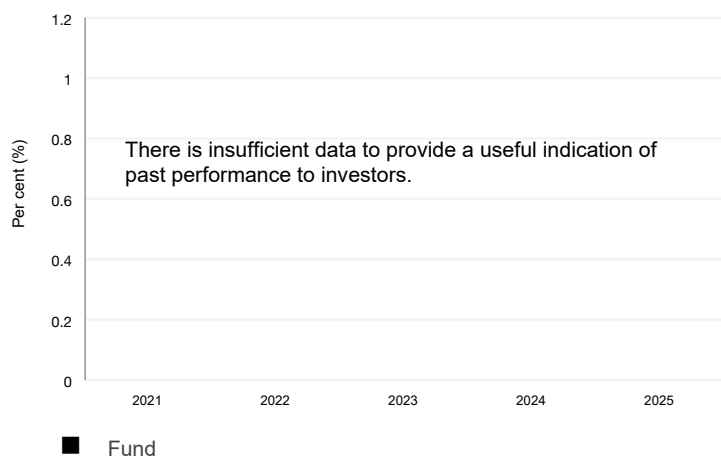 1.2
1
0.8
There is insufficient data to provide a useful indication of
past performance to investors.
Per cent (%)
0.6
0.4
0.2
0
2021 2022 2023 2024 2025
Fund